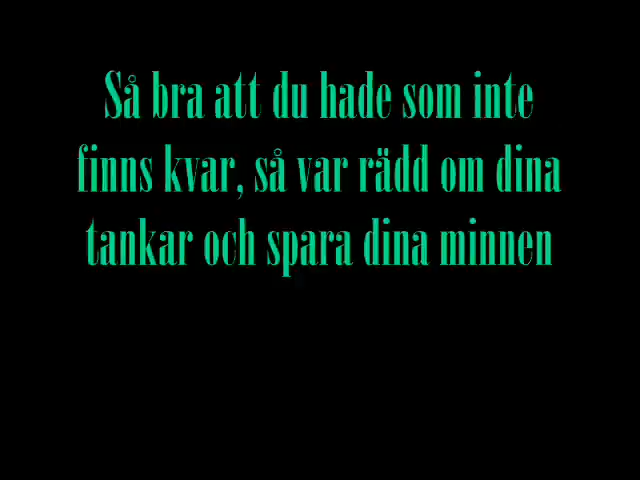 Så bra att du hade som inte
finns kvar, så var rädd om dina
tankar och spara dina minnen